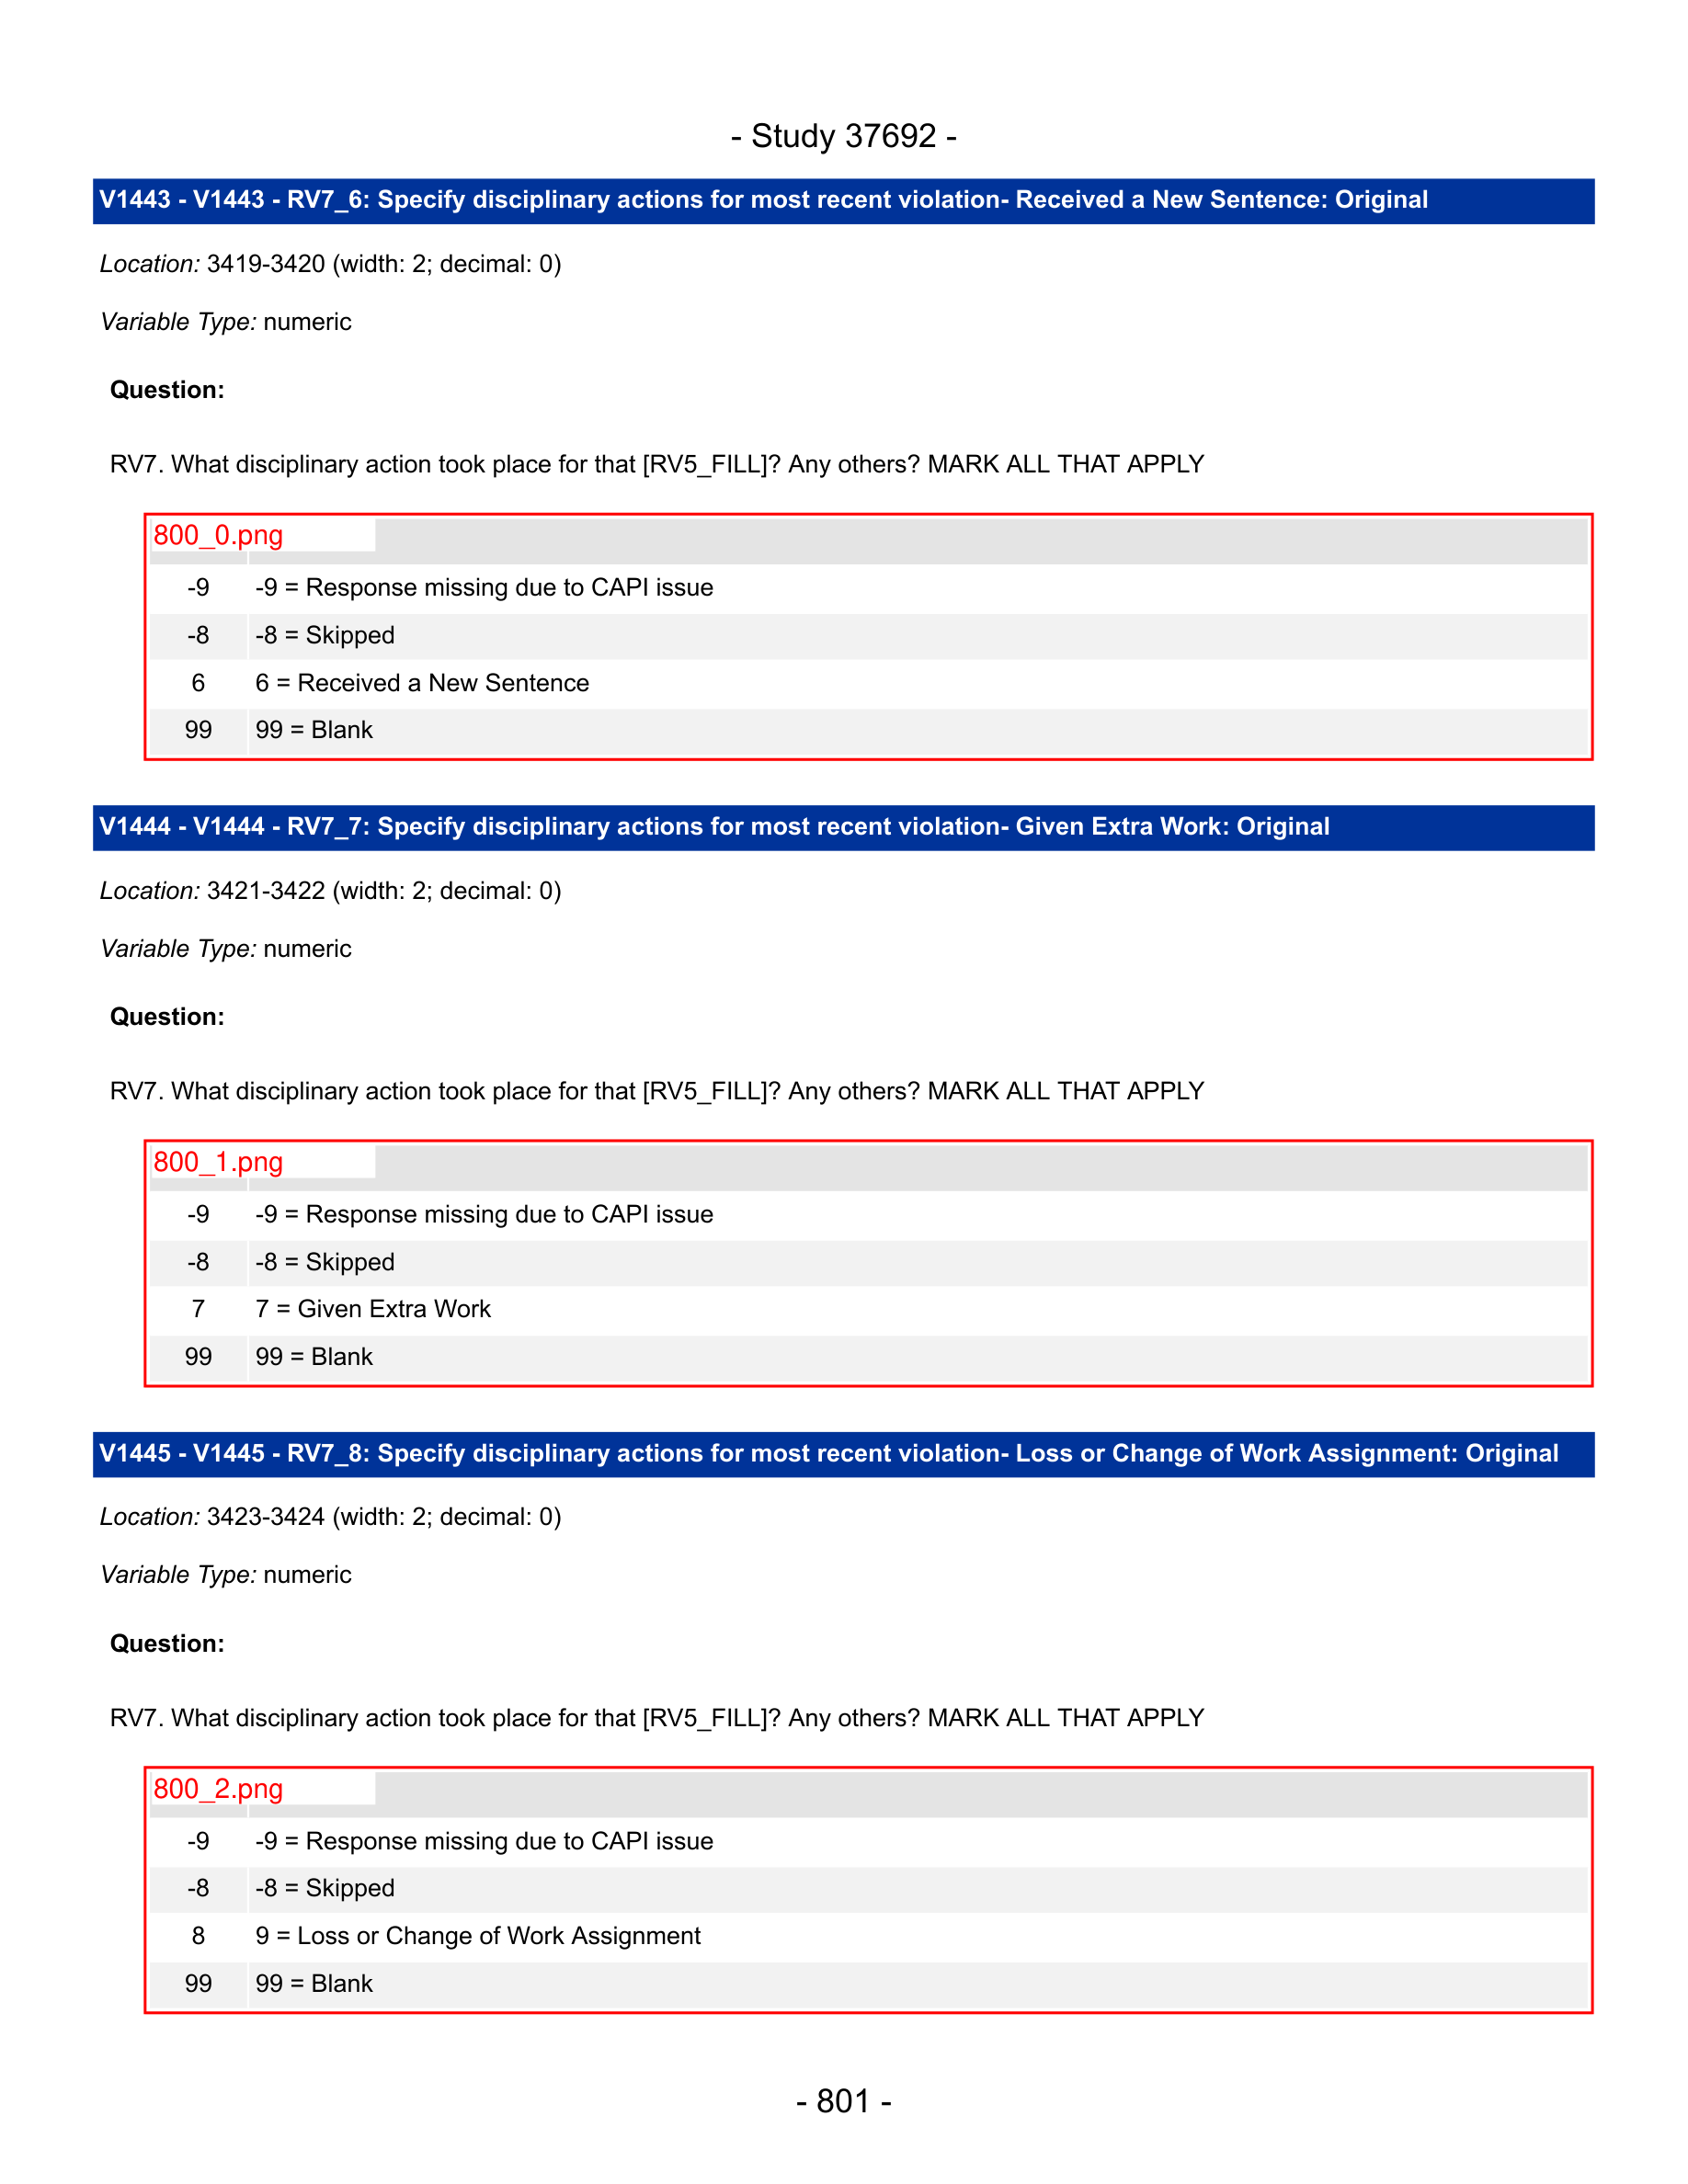 - Study 37692 -
V1443 - V1443 - RV7_6: Specify disciplinary actions for most recent violation- Received a New Sentence: Original
Location: 3419-3420 (width: 2; decimal: 0)
Variable Type: numeric
Question:
RV7. What disciplinary action took place for that [RV5_FILL]? Any others? MARK ALL THAT APPLY
800_0.png
-9 -9 = Response missing due to CAPI issue
-8 -8 = Skipped
6 6 = Received a New Sentence
99 99 = Blank
V1444 - V1444 - RV7_7: Specify disciplinary actions for most recent violation- Given Extra Work: Original
Location: 3421-3422 (width: 2; decimal: 0)
Variable Type: numeric
Question:
RV7. What disciplinary action took place for that [RV5_FILL]? Any others? MARK ALL THAT APPLY
800_1.png
-9 -9 = Response missing due to CAPI issue
-8 -8 = Skipped
7 7 = Given Extra Work
99 99 = Blank
V1445 - V1445 - RV7_8: Specify disciplinary actions for most recent violation- Loss or Change of Work Assignment: Original
Location: 3423-3424 (width: 2; decimal: 0)
Variable Type: numeric
Question:
RV7. What disciplinary action took place for that [RV5_FILL]? Any others? MARK ALL THAT APPLY
800_2.png
-9 -9 = Response missing due to CAPI issue
-8 -8 = Skipped
8 9 = Loss or Change of Work Assignment
99 99 = Blank
- 801 -